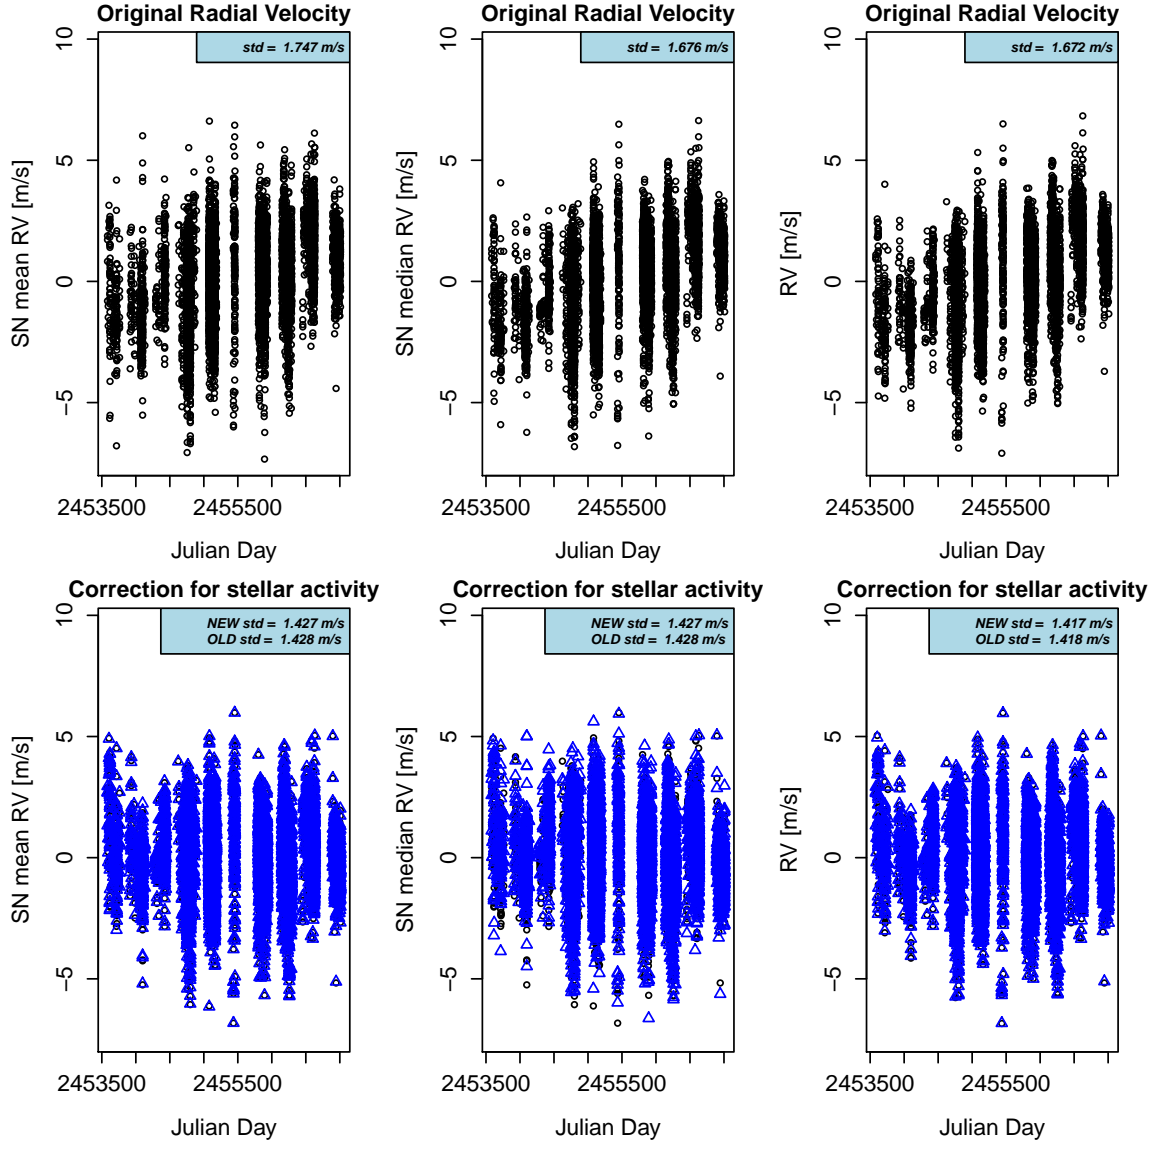 Original Radial Velocity
std = 1.747 m/s
SN mean RV [m/s]
10
5
0
−5
2453500
2455500
Julian Day
Original Radial Velocity
std = 1.676 m/s
SN median RV [m/s]
10
5
0
−5
2453500
2455500
Julian Day
Original Radial Velocity
std = 1.672 m/s
RV [m/s]
10
5
0
−5
2453500
2455500
Julian Day
Correction for stellar activity
NEW std = 1.427 m/s
OLD std = 1.428 m/s
SN mean RV [m/s]
10
5
0
−5
2453500
2455500
Julian Day
Correction for stellar activity
NEW std = 1.427 m/s
OLD std = 1.428 m/s
SN median RV [m/s]
10
5
0
−5
2453500
2455500
Julian Day
Correction for stellar activity
NEW std = 1.417 m/s
OLD std = 1.418 m/s
RV [m/s]
10
5
0
−5
2453500
2455500
Julian Day